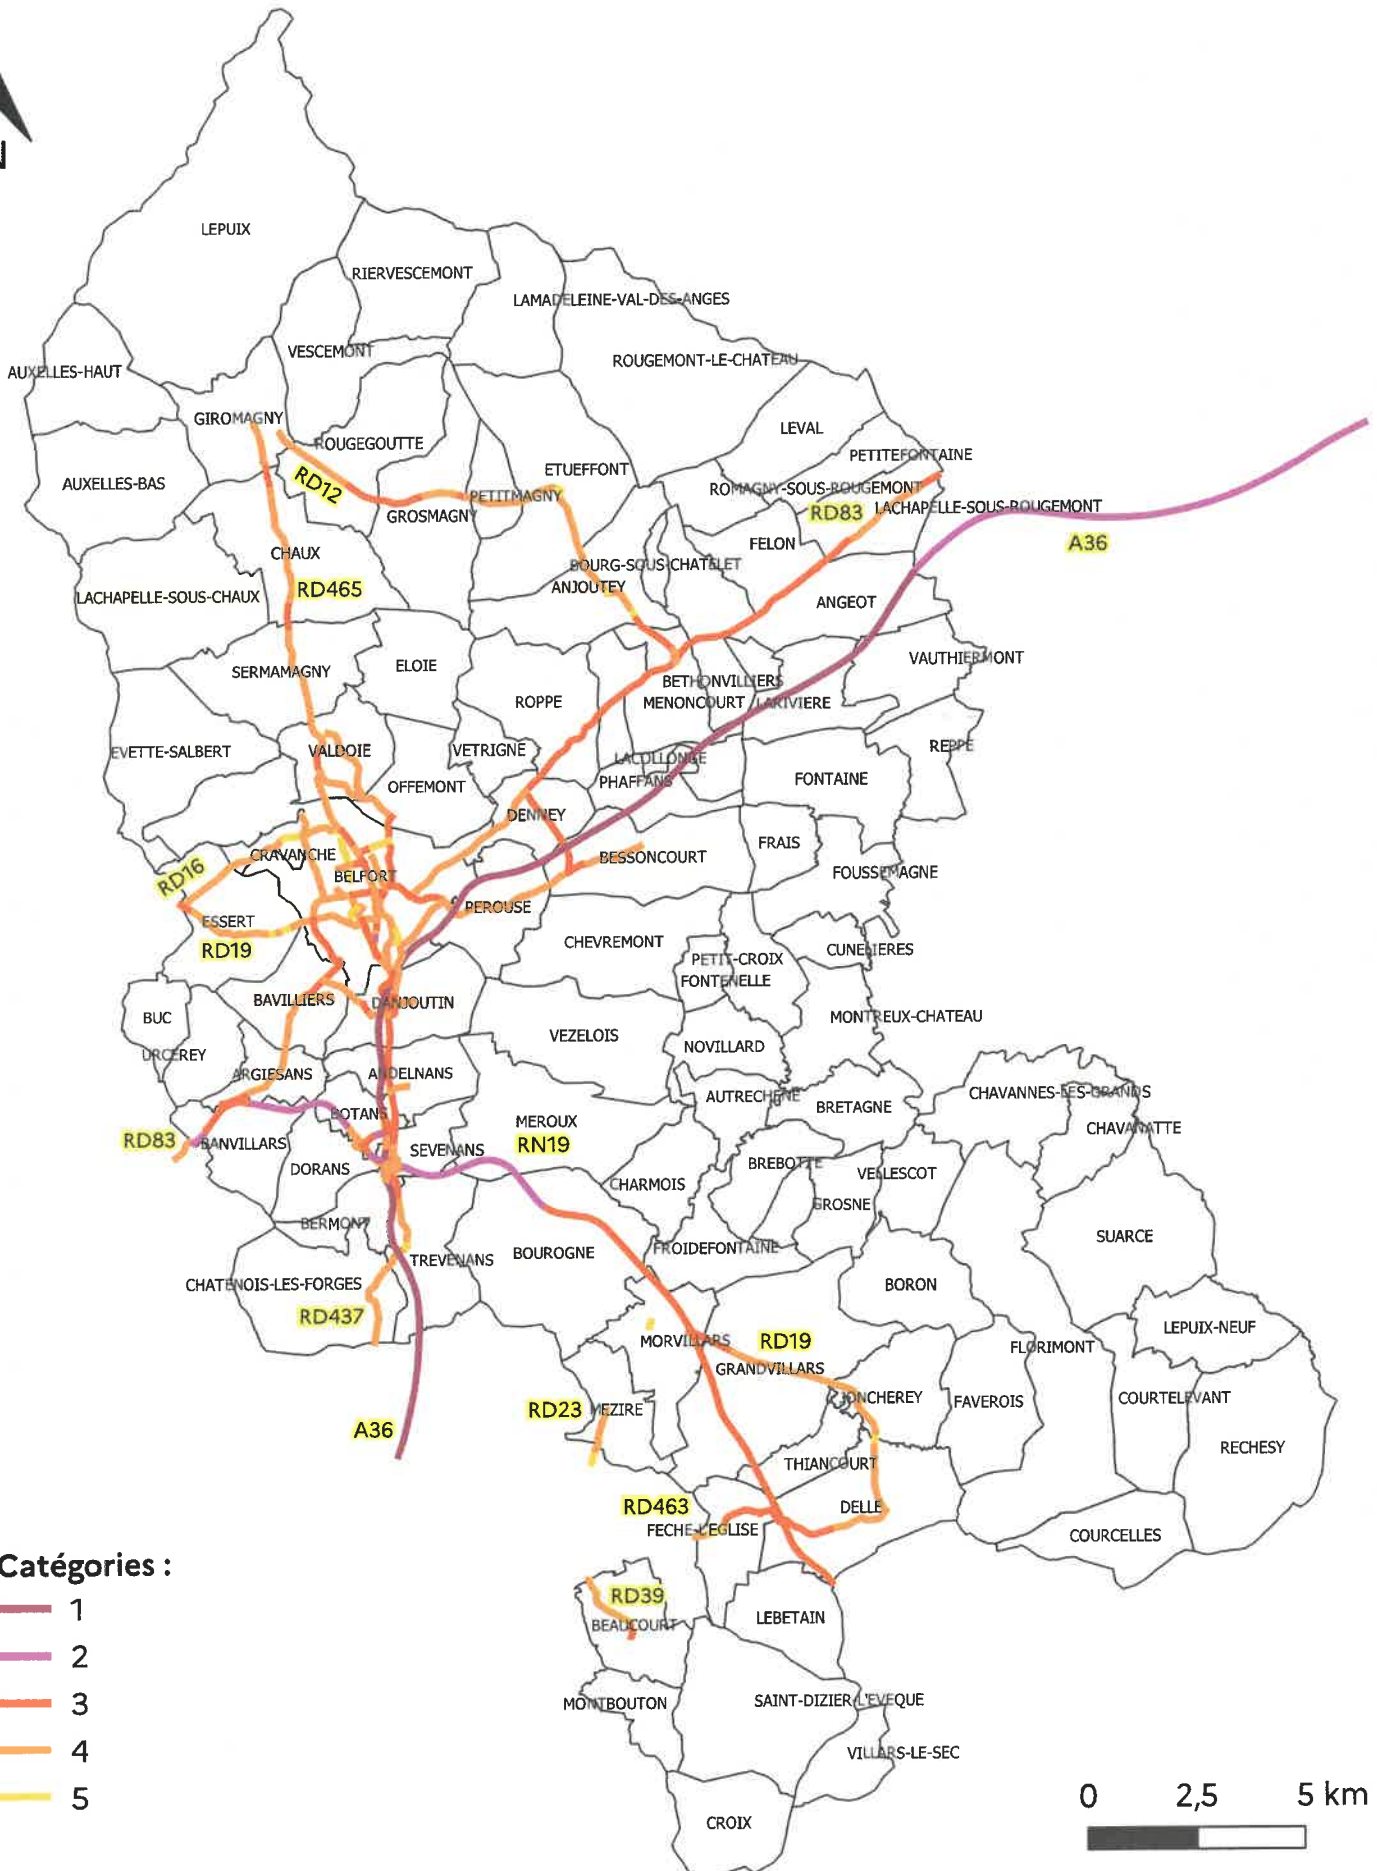 N
LEPUIX
RIERVESCEMONT
LAMADELEINE-VAL-DES-ANGES
VESCEMONT
ROUGEMONT-LE-CHATEAU
AUXELLES-HAUT
GIROMAGNY
LEVAL
ROUGEGOUTTE
PETITEFONTAINE
AUXELLES-BAS
RD12
ETUEFFONT
PETITMAGNY
ROMAGNY-SOUS-ROUGEMONT
GROSMAGNY
RD83
LACHAPELLE-SOUS-ROUGEMONT
A36
CHAUX
FELON
BOURG-SOUS-CHATELET
ANJOUTEY
RD465
LACHAPELLE-SOUS-CHAUX
ANGEOT
SERMAMAGNY
ELOIE
VAUTHIERMONT
BETHONVILLIERS
ROPPE
MENONCOURT
LARIVIERE
EVETTE-SALBERT
VALDOIE
VETRIGNE
REPPE
LACOLLONGE
OFFEMONT
PHAFFANS
FONTAINE
DENNEY
CRAVANCHE
BESSONCOURT
FRAIS
RD16
BELFORT
FOUSSEMAGNE
PEROUSE
ESSERT
RD19
CHEVREMONT
CUNELIERES
PETIT-CROIX
FONTENELLE
BUC
BAVILLIERS
DANJOUTIN
MONTREUX-CHATEAU
VEZELOIS
URCEREY
NOVILLARD
ARGIESANS
ANDELNANS
AUTRECHENE
CHAVANNES-LES-GRANDS
BRETAGNE
BOTANS
MEROUX
CHAVANATTE
RD83
BANVILLARS
SEVENANS
RN19
DORANS
BREBOTTE
VELLESCOT
CHARMOIS
GROSNE
BERMONT
SUARCE
TREVENANS
BOUROGNE
FROIDEFONTAINE
CHATENOIS-LES-FORGES
BORON
RD437
LEPUIX-NEUF
MORVILLARS
RD19
FLORIMONT
GRANDVILLARS
RD23
MEZIRE
JONCHEREY
FAVEROIS
COURTELEVANT
A36
RECHESY
THIANCOURT
RD463
DELLE
FECHE-L'EGLISE
COURCELLES
RD39
BEAUCOURT
LEBETAIN
MONTBOUTON
SAINT-DIZIER-L'EVEQUE
VILLARS-LE-SEC
CROIX
Catégories :
1
2
3
4
5
0 2,5 5 km